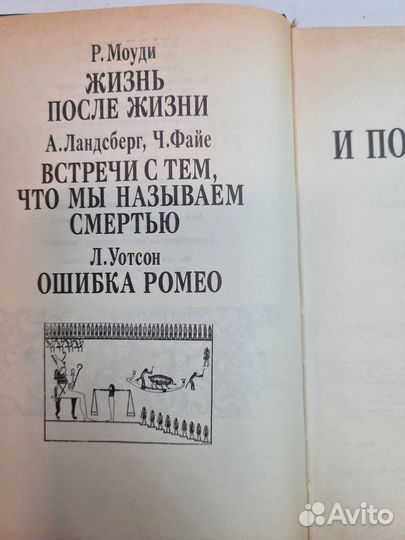 Р. Моуди
ЖИЗНЬ
ПОСЛЕ ЖИЗНИ
А. Ландсберг, Ч. Файе
ВСТРЕЧИ С ТЕМ,
ЧТО МЫ НАЗЫВАЕМ
СМЕРТЬЮ
Л. Уотсон
ОШИБКА РОМЕО
И ПО
Avito